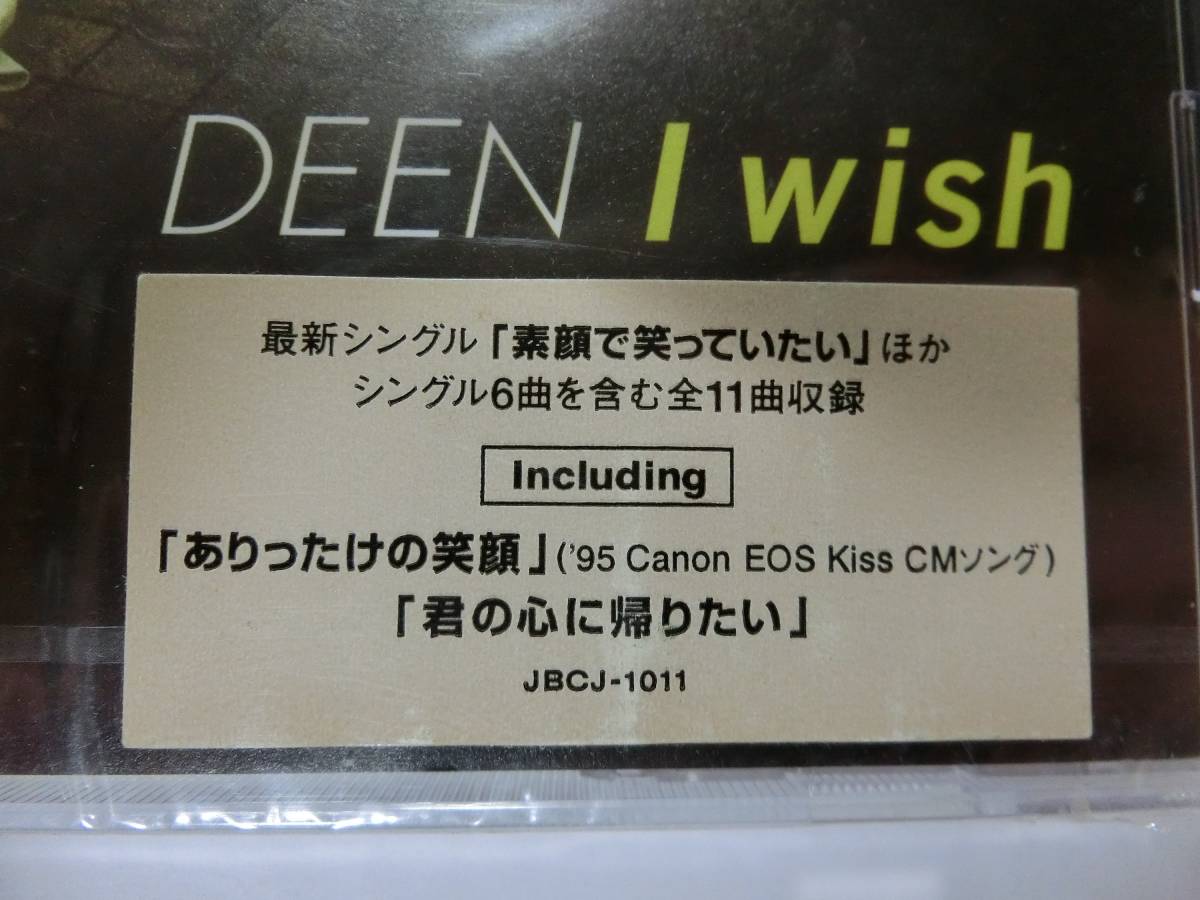 DEEN I wish
最新シングル「素顔で笑っていたい」ほか
シングル6曲を含む全11曲収録
Including
「ありったけの笑顔」('95 Canon EOS Kiss CMソング)
「君の心に帰りたい」
JBCJ-1011